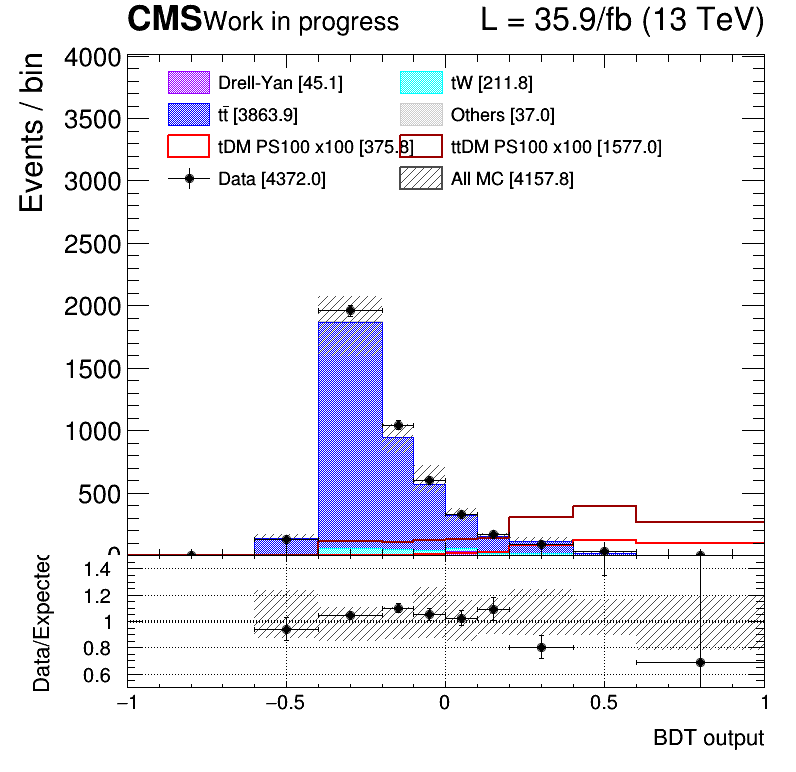 CMS Work in progress L = 35.9/fb (13 TeV)
Events / bin
4000
3500
3000
2500
2000
1500
1000
500
0
Drell-Yan [45.1] tW [211.8]
tt̄ [3863.9] Others [37.0]
tDM PS100 x100 [375.8] ttDM PS100 x100 [1577.0]
Data [4372.0] All MC [4157.8]
Data/Expected
1.4
1.2
1
0.8
0.6
−1 −0.5 0 0.5 1
BDT output